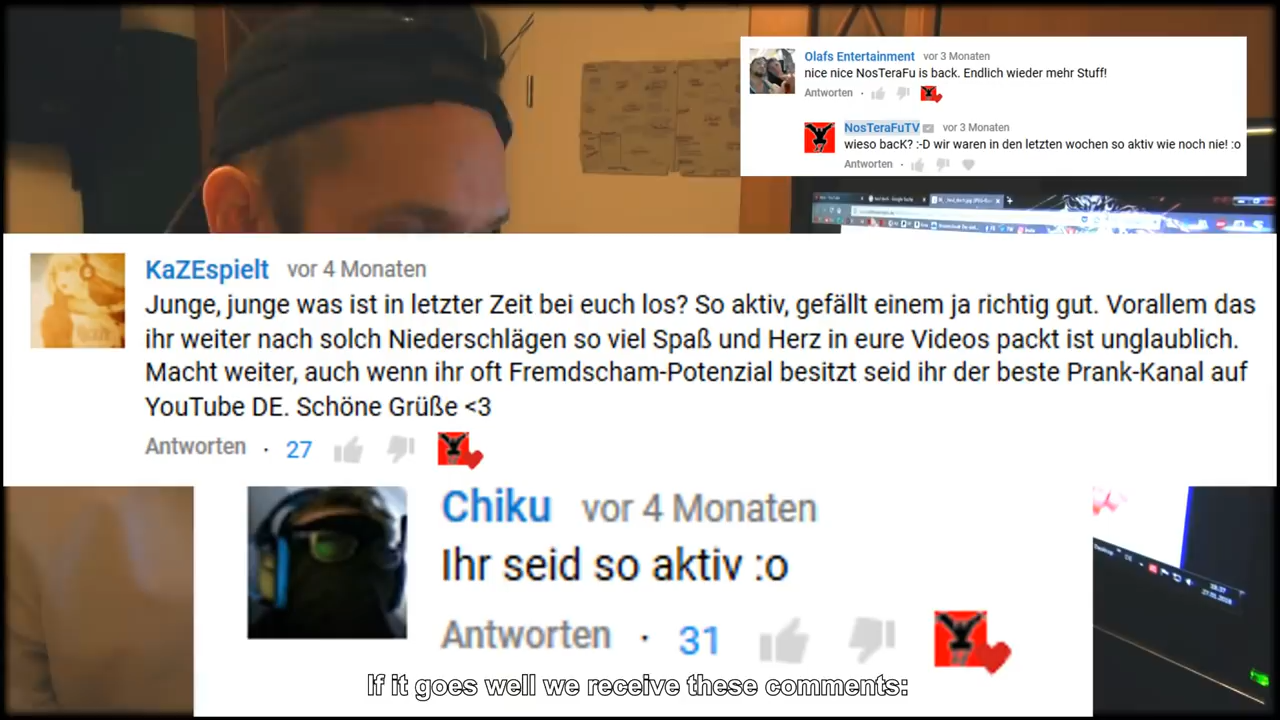 Olafs Entertainment vor 3 Monaten
nice nice NosTeraFu is back. Endlich wieder mehr Stuff!
Antworten
NosTeraFuTV vor 3 Monaten
wieso bacK? :-D wir waren in den letzten wochen so aktiv wie noch nie! :o
Antworten
KaZEspielt vor 4 Monaten
Junge, junge was ist in letzter Zeit bei euch los? So aktiv, gefällt einem ja richtig gut. Vorallem das
ihr weiter nach solch Niederschlägen so viel Spaß und Herz in eure Videos packt ist unglaublich.
Macht weiter, auch wenn ihr oft Fremdscham-Potenzial besitzt seid ihr der beste Prank-Kanal auf
YouTube DE. Schöne Grüße <3
Antworten · 27
Chiku vor 4 Monaten
Ihr seid so aktiv :o
Antworten · 31
If it goes well we receive these comments: